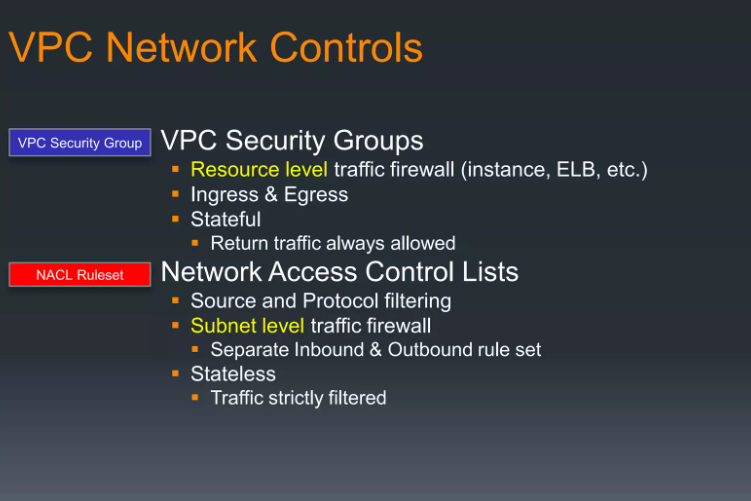 VPC Network Controls
VPC Security Group
VPC Security Groups
Resource level traffic firewall (instance, ELB, etc.)
Ingress & Egress
Stateful
Return traffic always allowed
NACL Ruleset
Network Access Control Lists
Source and Protocol filtering
Subnet level traffic firewall
Separate Inbound & Outbound rule set
Stateless
Traffic strictly filtered